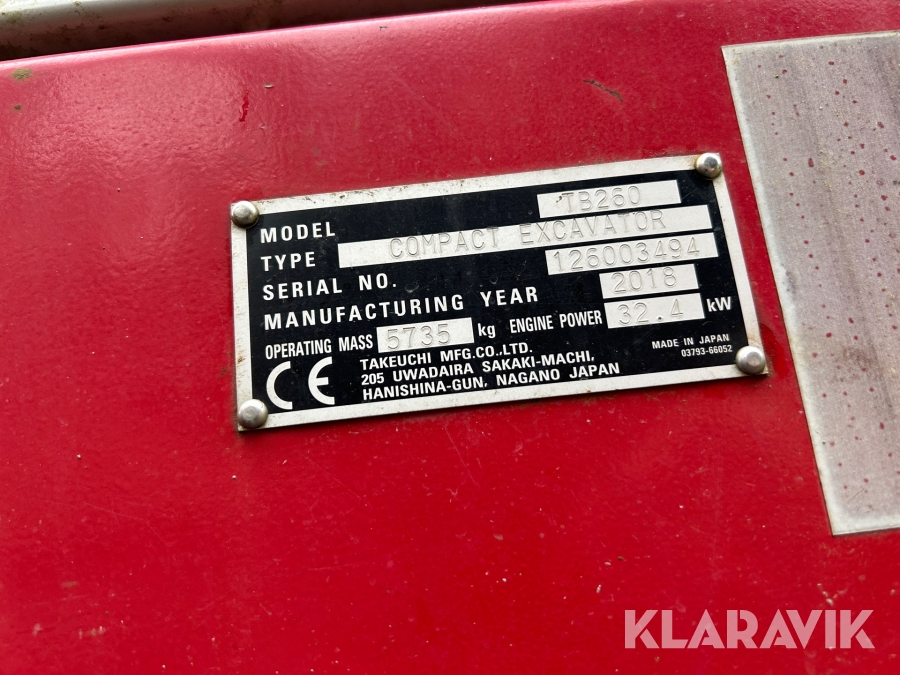 MODEL TB260
TYPE COMPACT EXCAVATOR
SERIAL NO. 126003494
MANUFACTURING YEAR 2018
OPERATING MASS 5735 kg ENGINE POWER 32.4 kW
CE TAKEUCHI MFG.CO.,LTD.
205 UWADAIRA SAKAKI-MACHI,
HANISHINA-GUN, NAGANO JAPAN
MADE IN JAPAN
03793-66052
KLARAVIK